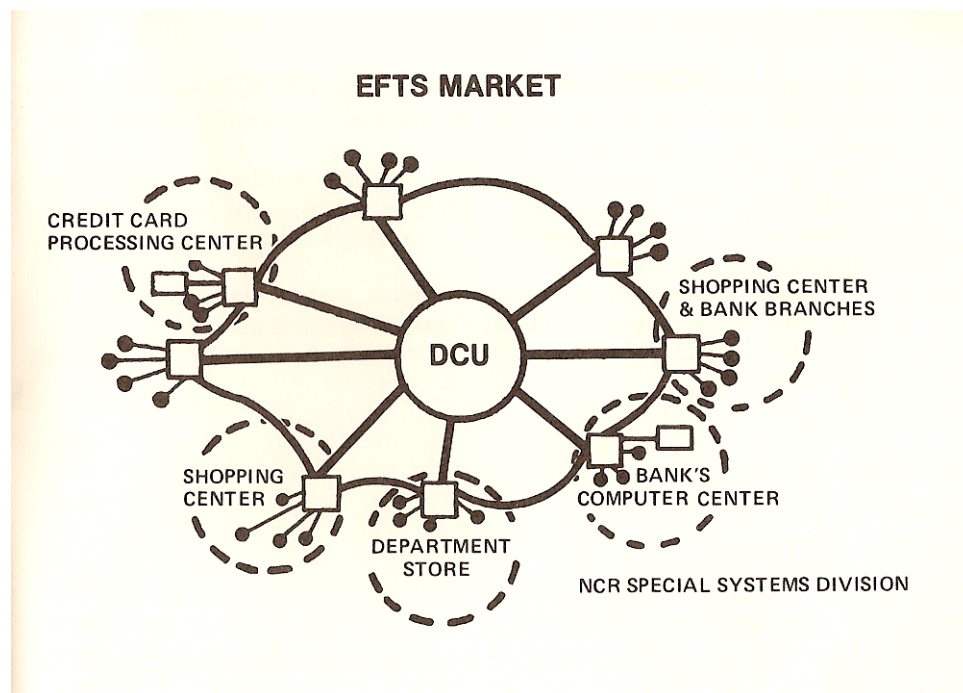 EFTS MARKET
CREDIT CARD
PROCESSING CENTER
SHOPPING CENTER
& BANK BRANCHES
DCU
SHOPPING
CENTER
BANK'S
COMPUTER CENTER
DEPARTMENT
STORE
NCR SPECIAL SYSTEMS DIVISION